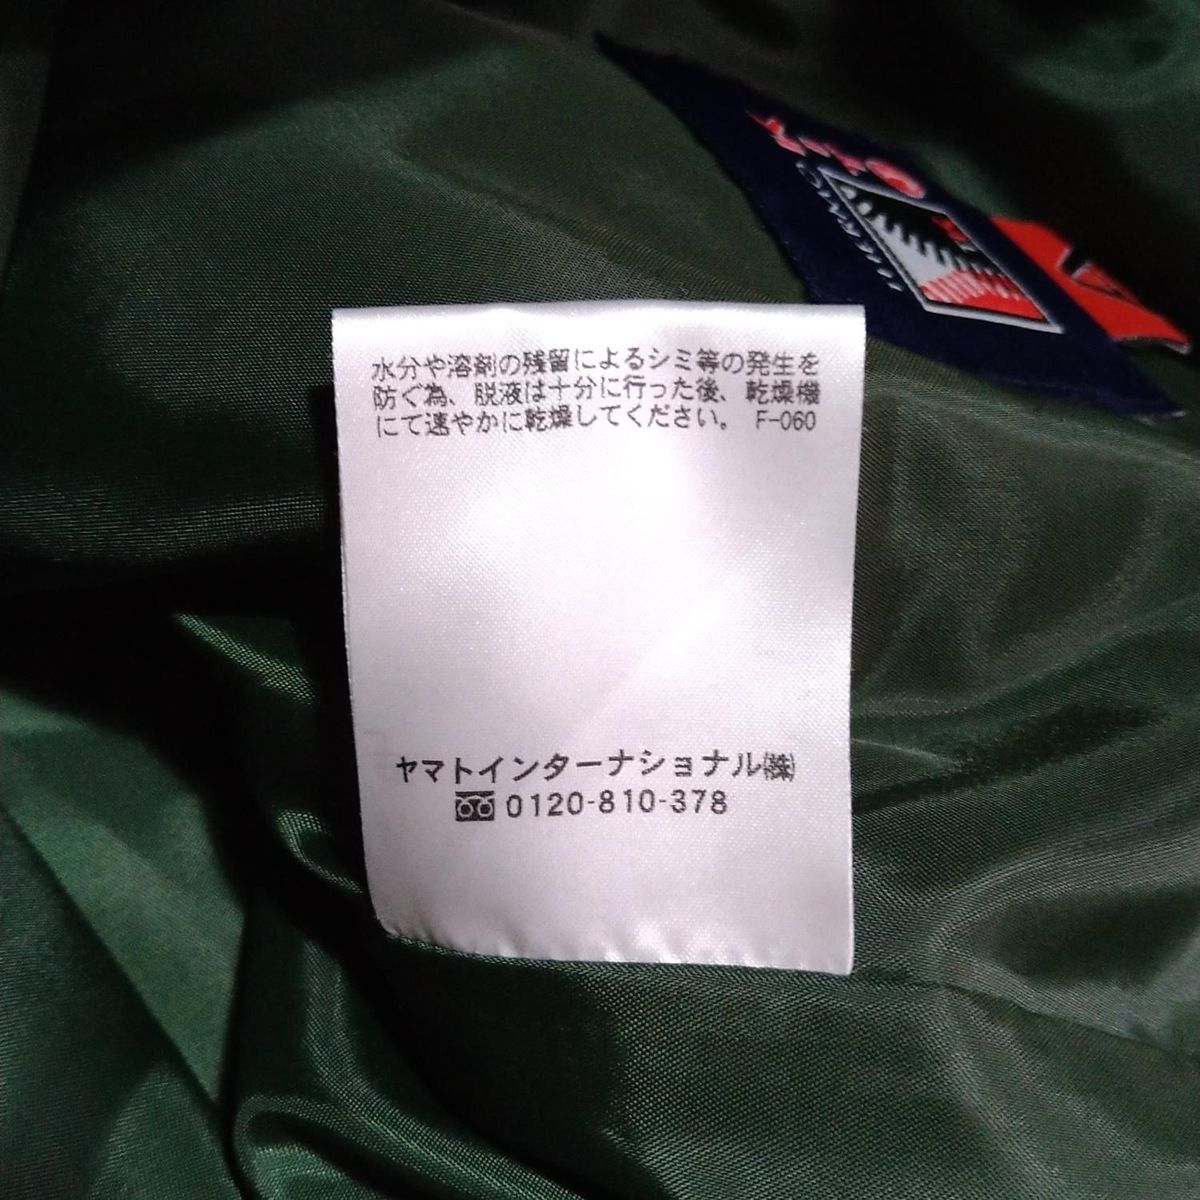 水分や溶剤の残留によるシミ等の発生を
防ぐ為、脱液は十分に行った後、乾燥機
にて速やかに乾燥してください。 F-060
ヤマトインターナショナル㈱
0120-810-378